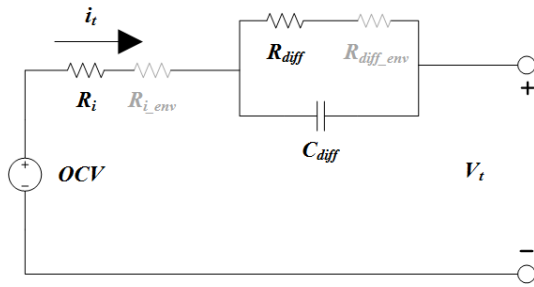 i_t
R_diff
R_diff_env
R_i
R_i_env
+
C_diff
+
−
OCV
V_t
−